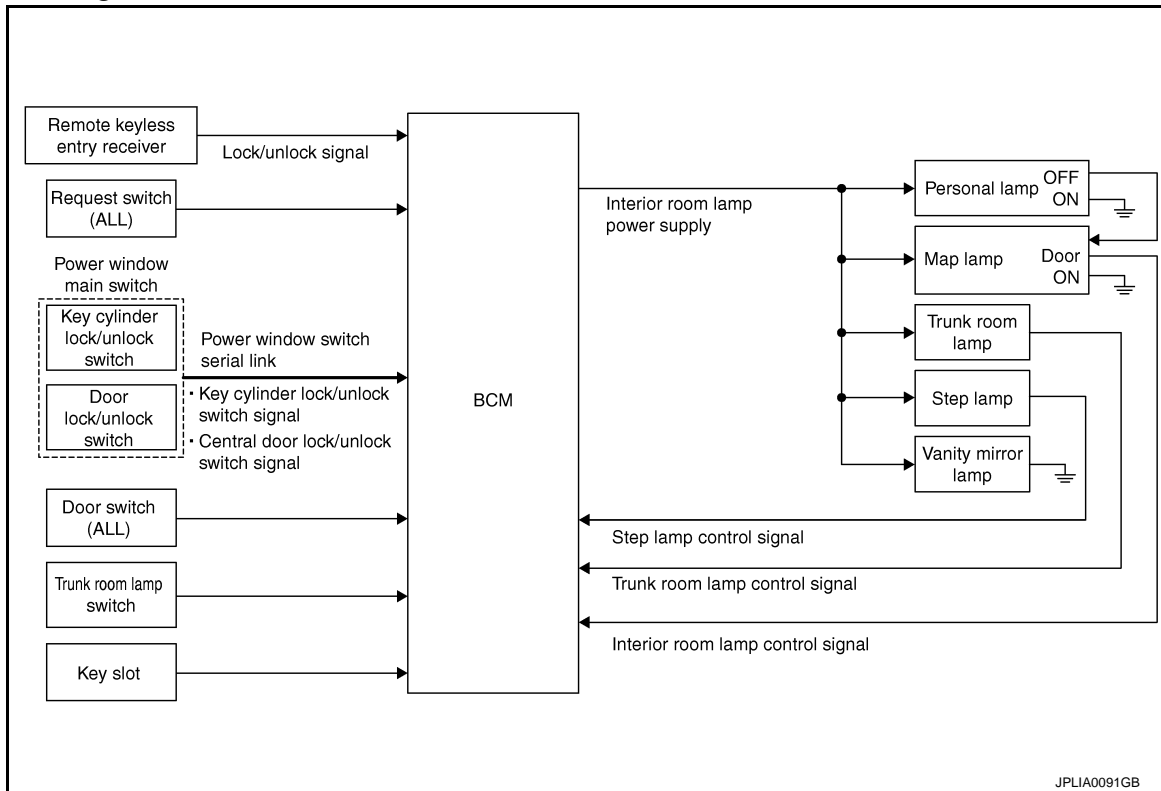 Remote keyless
entry receiver
Lock/unlock signal
Request switch
(ALL)
Power window
main switch
Key cylinder
lock/unlock
switch
Door
lock/unlock
switch
Power window switch
serial link
· Key cylinder lock/unlock
switch signal
· Central door lock/unlock
switch signal
Door switch
(ALL)
Trunk room lamp
switch
Key slot
BCM
Interior room lamp
power supply
Personal lamp
OFF
ON
Map lamp
Door
ON
Trunk room
lamp
Step lamp
Vanity mirror
lamp
Step lamp control signal
Trunk room lamp control signal
Interior room lamp control signal
JPLIA0091GB